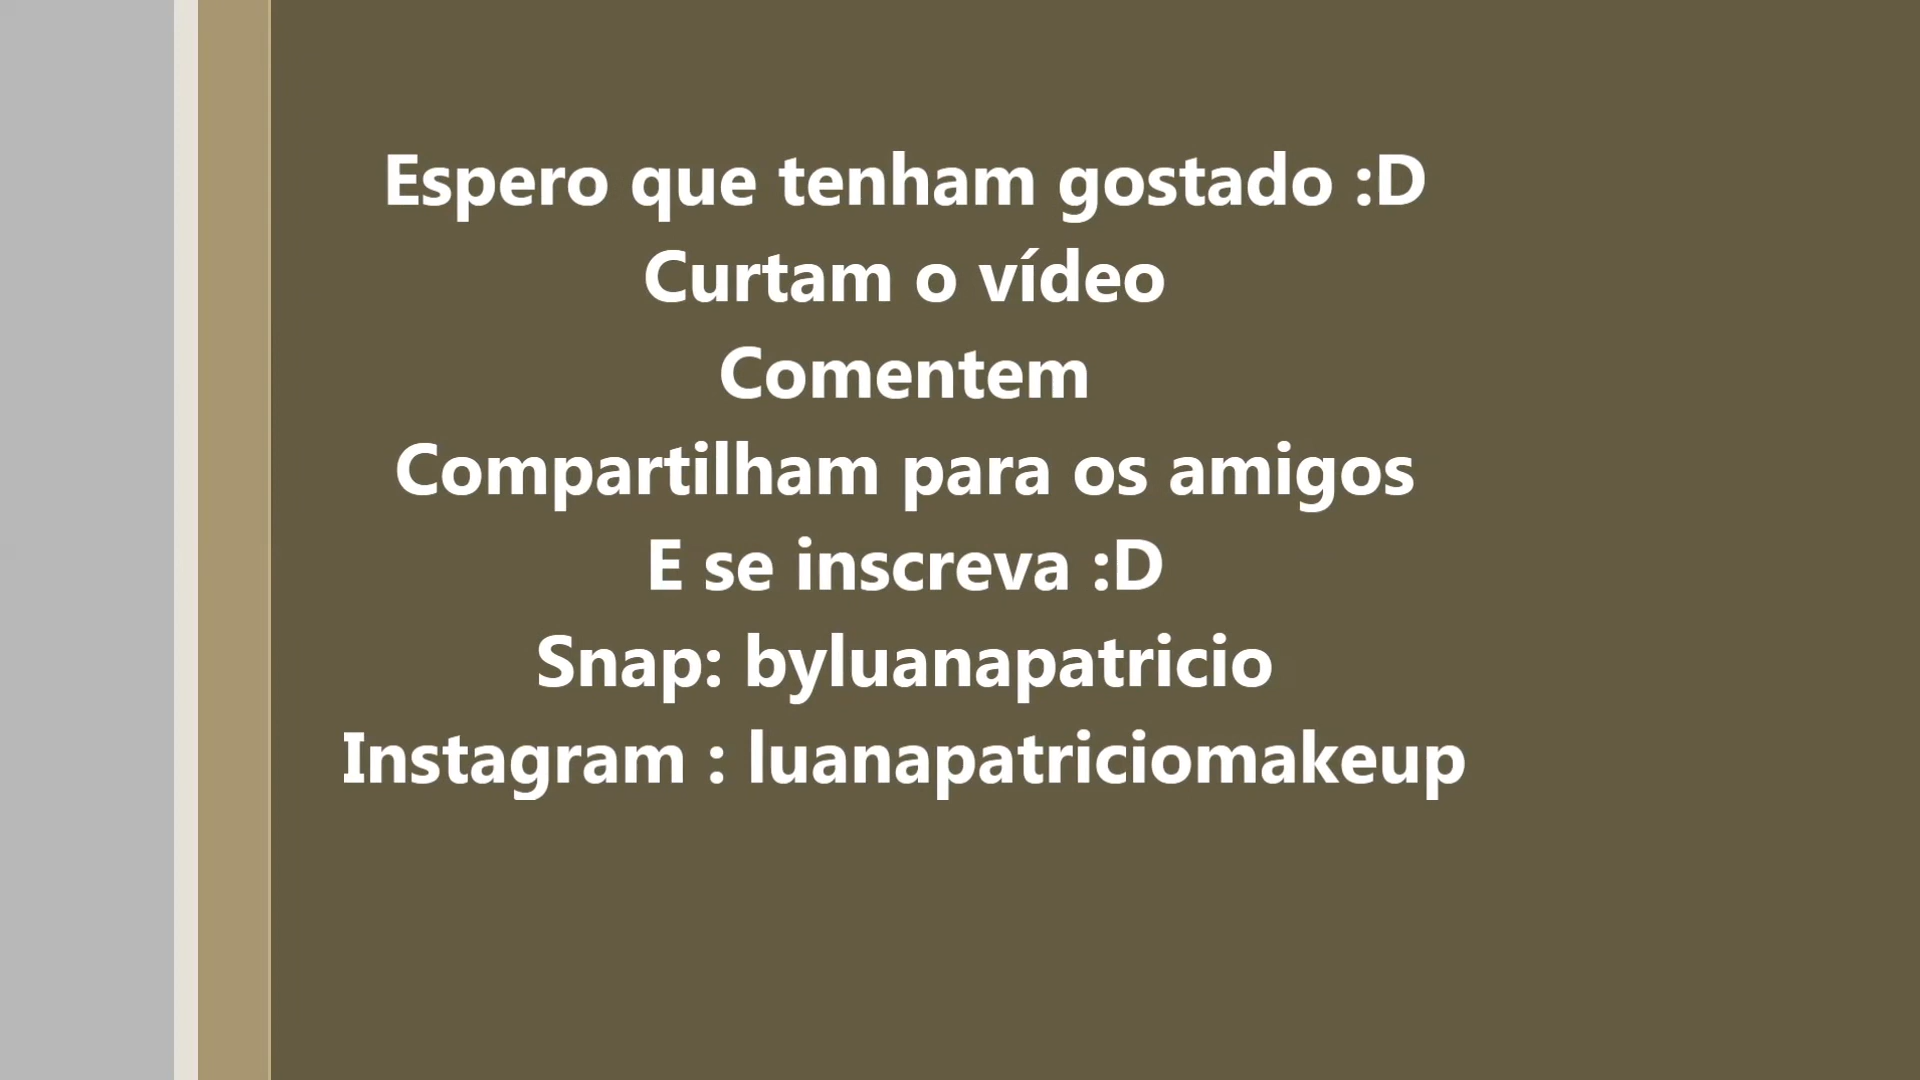 Espero que tenham gostado :D
Curtam o vídeo
Comentem
Compartilham para os amigos
E se inscreva :D
Snap: byluanapatricio
Instagram : luanapatriciomakeup